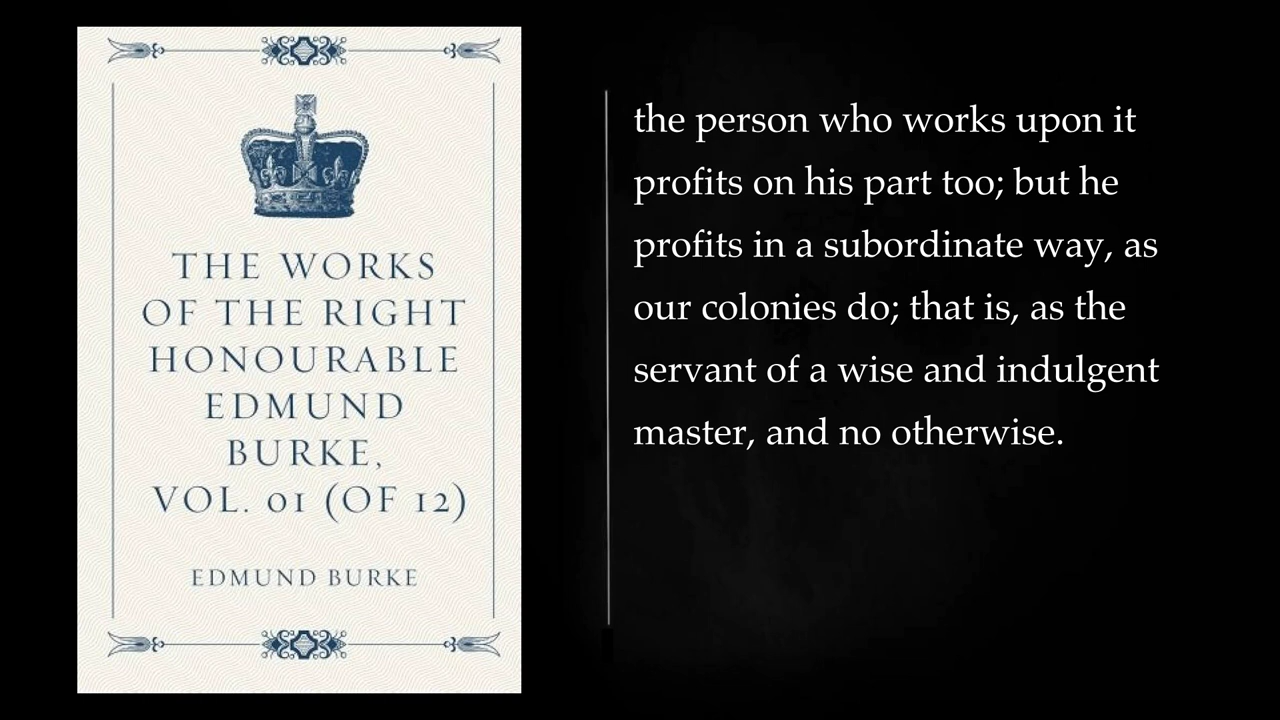 THE WORKS
OF THE RIGHT
HONOURABLE
EDMUND
BURKE,
VOL. 01 (OF 12)
EDMUND BURKE
the person who works upon it
profits on his part too; but he
profits in a subordinate way, as
our colonies do; that is, as the
servant of a wise and indulgent
master, and no otherwise.